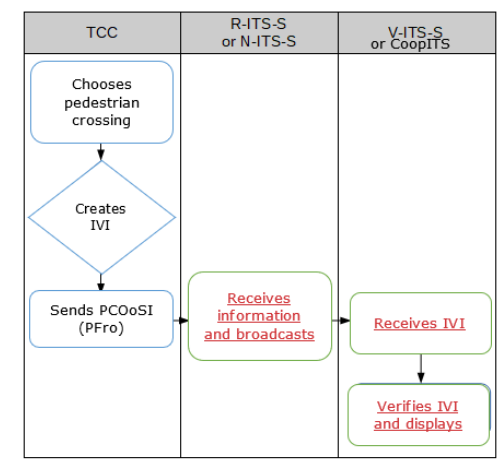 TCC
R-ITS-S
or N-ITS-S
V-ITS-S
or CoopITS
Chooses
pedestrian
crossing
Creates
IVI
Sends PCOoSI
(PFro)
Receives
information
and broadcasts
Receives IVI
Verifies IVI
and displays